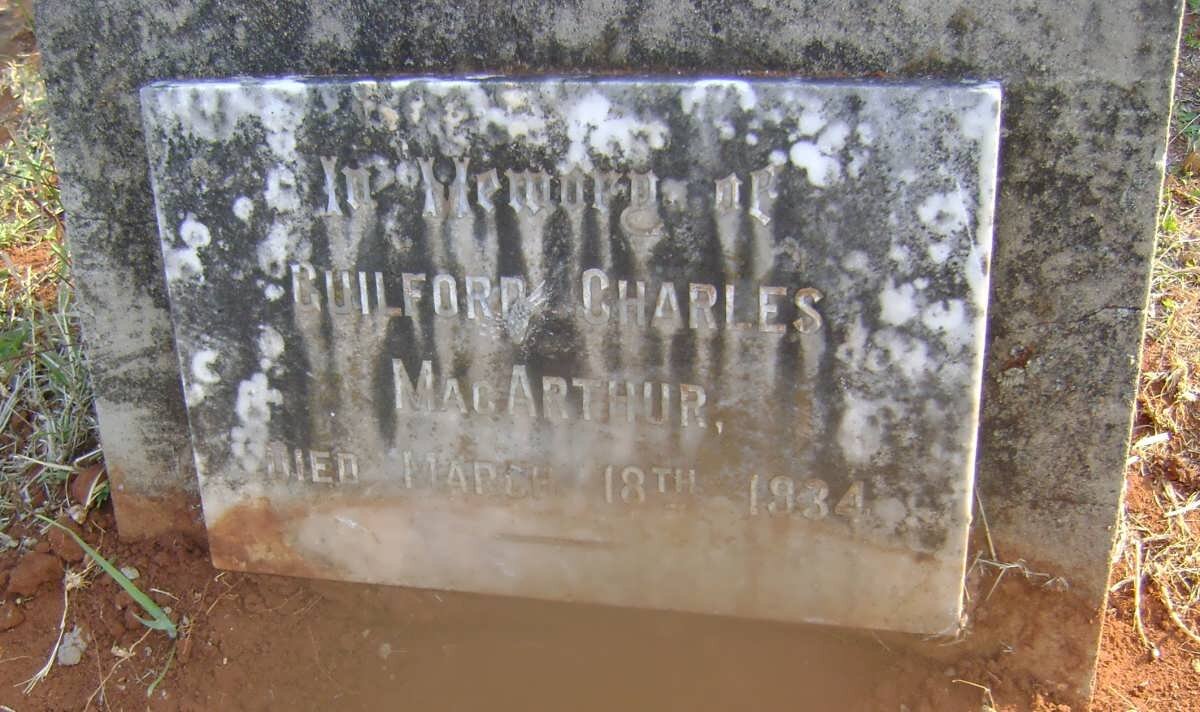 In Memory of
GUILFORD CHARLES
MACARTHUR,
DIED MARCH 18TH 1934.